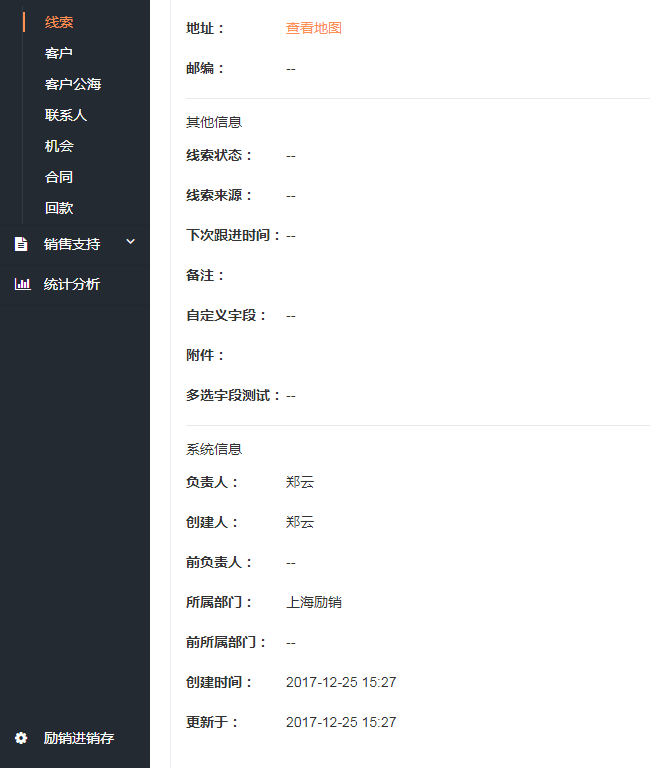 线索
客户
客户公海
联系人
机会
合同
回款
销售支持
统计分析
励销进销存
地址： 查看地图
邮编： --
其他信息
线索状态： --
线索来源： --
下次跟进时间： --
备注：
自定义字段： --
附件：
多选字段测试： --
系统信息
负责人： 郑云
创建人： 郑云
前负责人： --
所属部门： 上海励销
前所属部门： --
创建时间： 2017-12-25 15:27
更新于： 2017-12-25 15:27